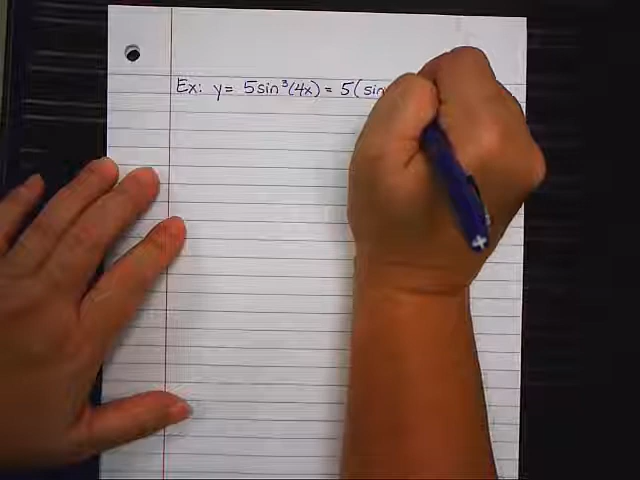 Ex: y = 5sin³(4x) = 5(sin